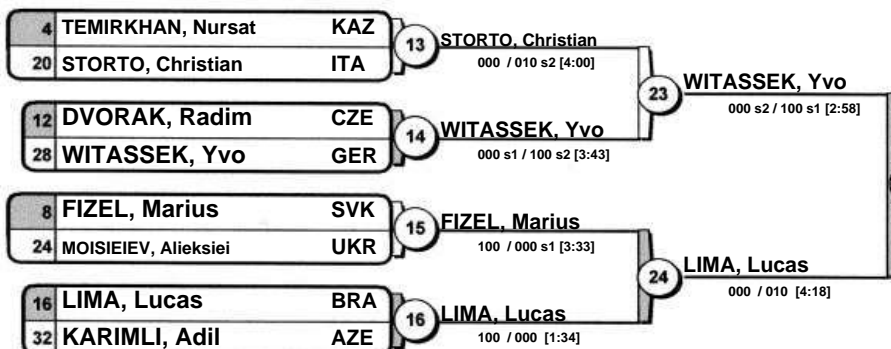 4 TEMIRKHAN, Nursat KAZ
20 STORTO, Christian ITA
13 STORTO, Christian
000 / 010 s2 [4:00]
12 DVORAK, Radim CZE
28 WITASSEK, Yvo GER
14 WITASSEK, Yvo
000 s1 / 100 s2 [3:43]
23 WITASSEK, Yvo
000 s2 / 100 s1 [2:58]
8 FIZEL, Marius SVK
24 MOISIEIEV, Alieksiei UKR
15 FIZEL, Marius
100 / 000 s1 [3:33]
16 LIMA, Lucas BRA
32 KARIMLI, Adil AZE
16 LIMA, Lucas
100 / 000 [1:34]
24 LIMA, Lucas
000 / 010 [4:18]